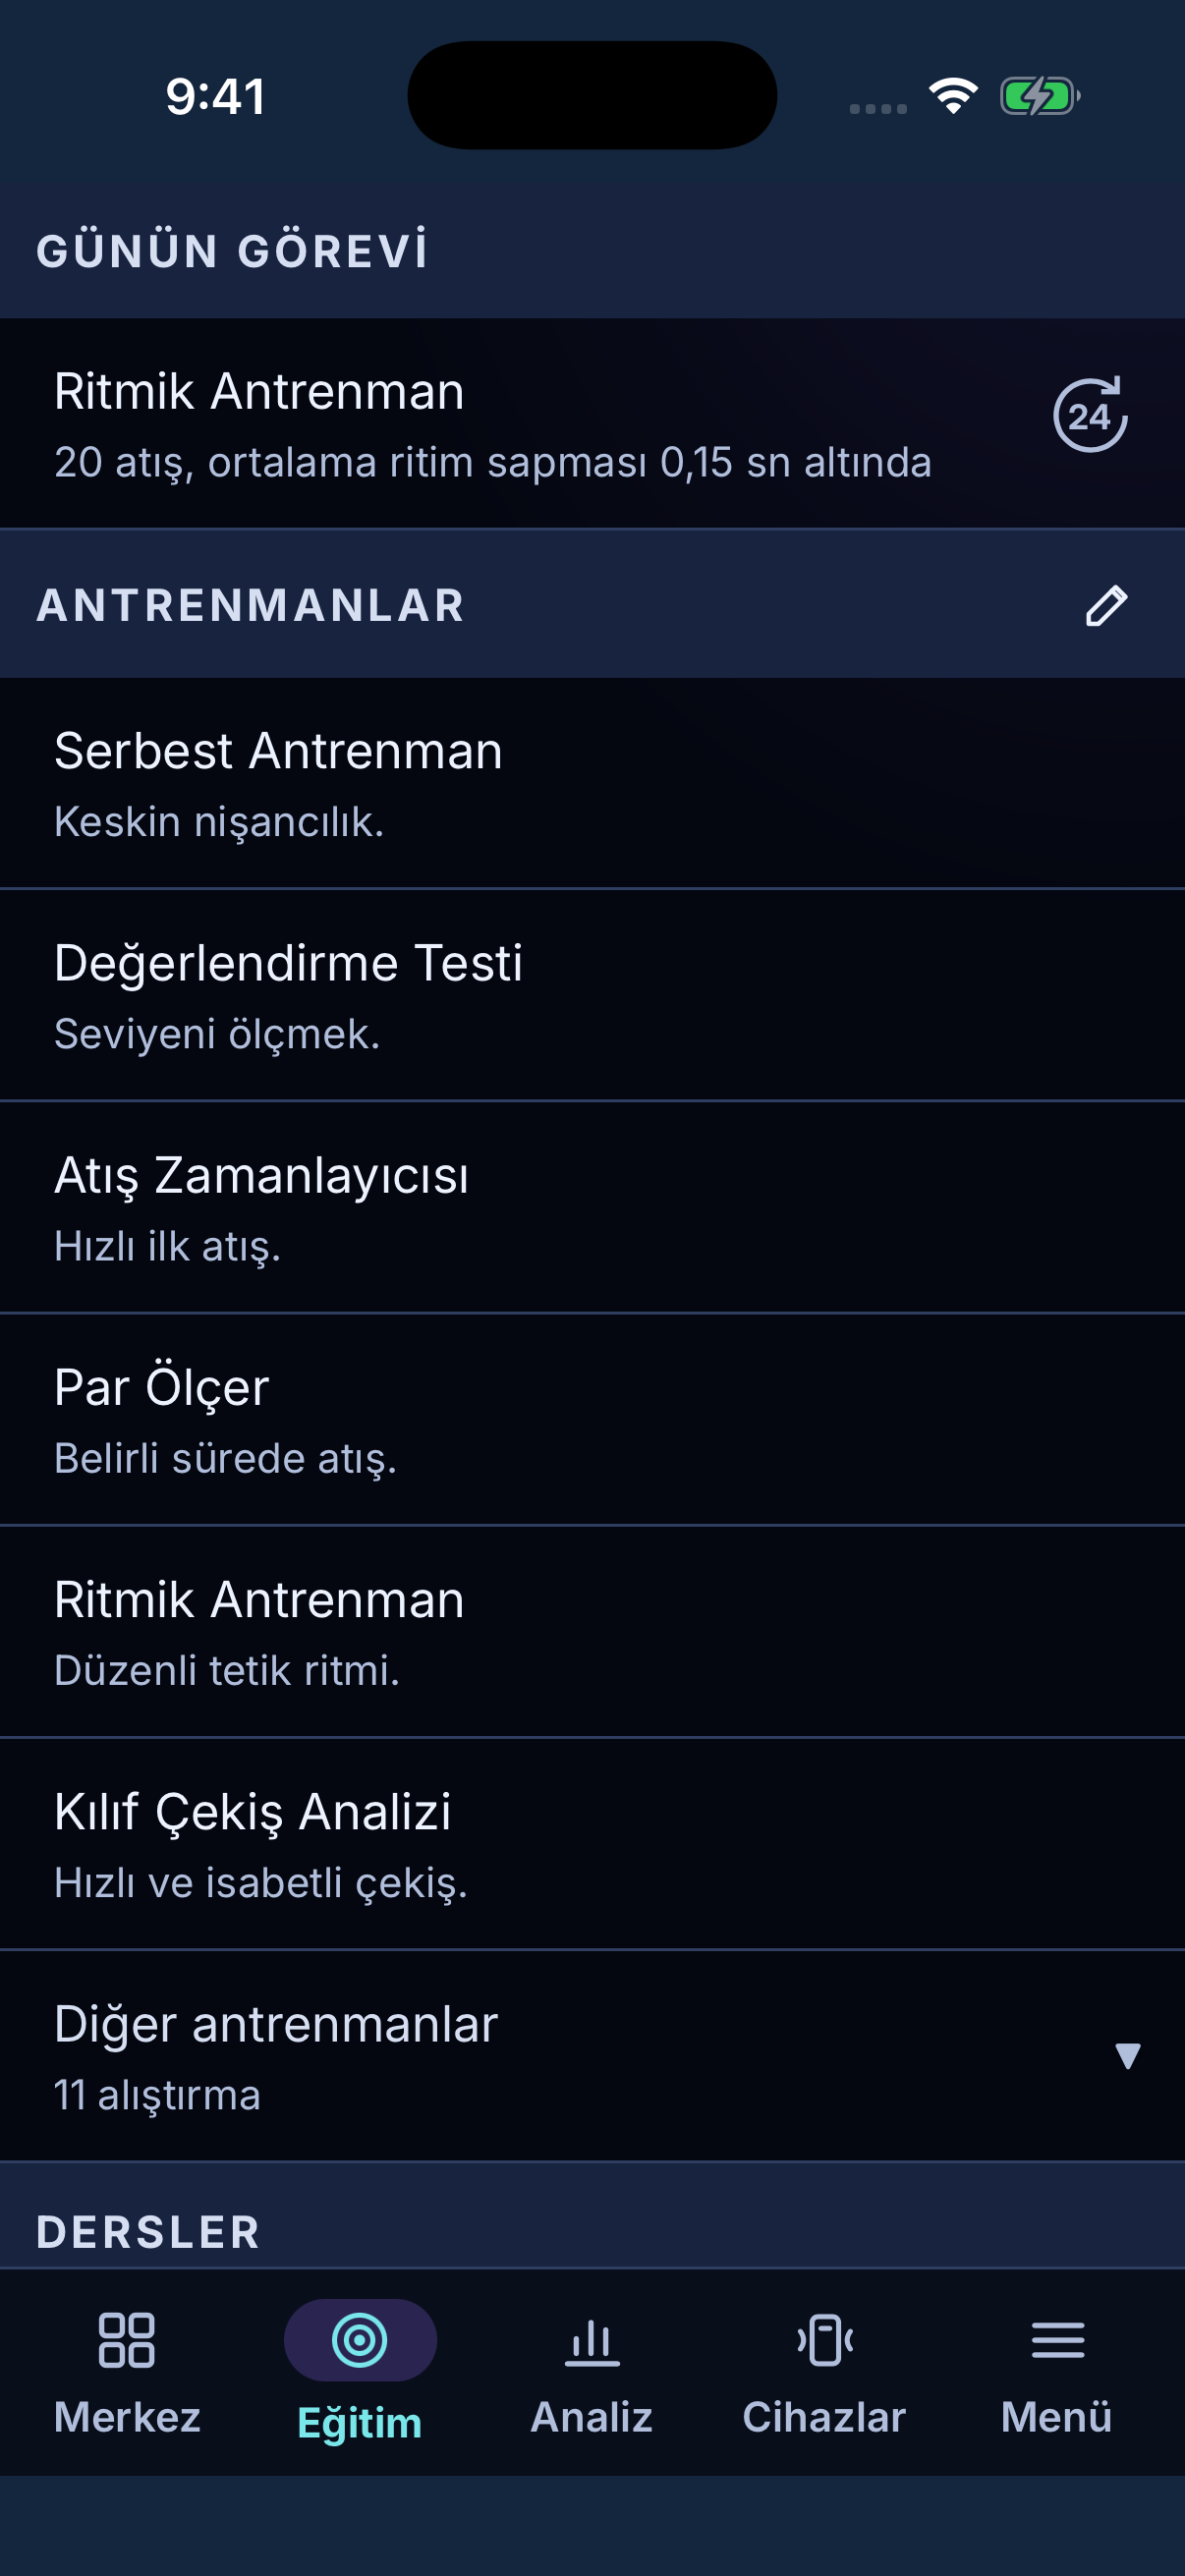 9:41
GÜNÜN GÖREVİ
Ritmik Antrenman
20 atış, ortalama ritim sapması 0,15 sn altında
24
ANTRENMANLAR
Serbest Antrenman
Keskin nişancılık.
Değerlendirme Testi
Seviyeni ölçmek.
Atış Zamanlayıcısı
Hızlı ilk atış.
Par Ölçer
Belirli sürede atış.
Ritmik Antrenman
Düzenli tetik ritmi.
Kılıf Çekiş Analizi
Hızlı ve isabetli çekiş.
Diğer antrenmanlar
11 alıştırma
DERSLER
Merkez
Eğitim
Analiz
Cihazlar
Menü